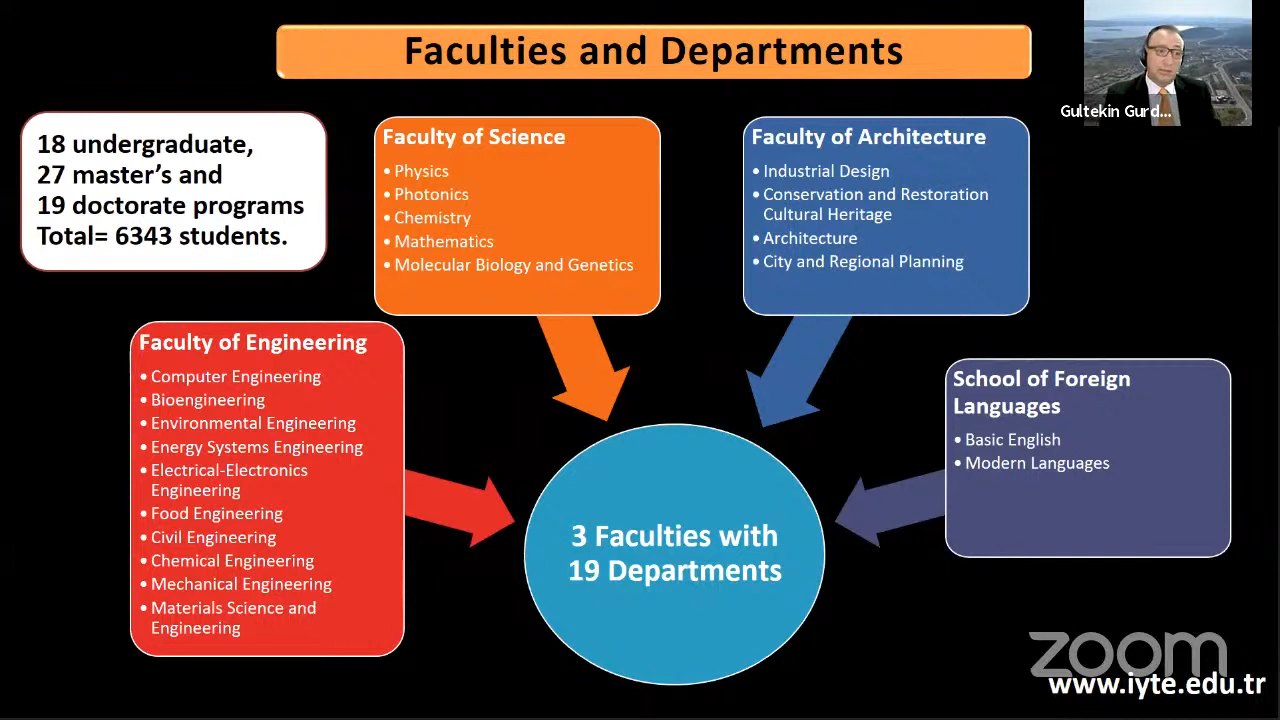 Faculties and Departments
Gultekin Gurd...
18 undergraduate,
27 master's and
19 doctorate programs
Total= 6343 students.
Faculty of Science
• Physics
• Photonics
• Chemistry
• Mathematics
• Molecular Biology and Genetics
Faculty of Architecture
• Industrial Design
• Conservation and Restoration
Cultural Heritage
• Architecture
• City and Regional Planning
Faculty of Engineering
• Computer Engineering
• Bioengineering
• Environmental Engineering
• Energy Systems Engineering
• Electrical-Electronics
Engineering
• Food Engineering
• Civil Engineering
• Chemical Engineering
• Mechanical Engineering
• Materials Science and
Engineering
School of Foreign
Languages
• Basic English
• Modern Languages
3 Faculties with
19 Departments
zoom
www.iyte.edu.tr